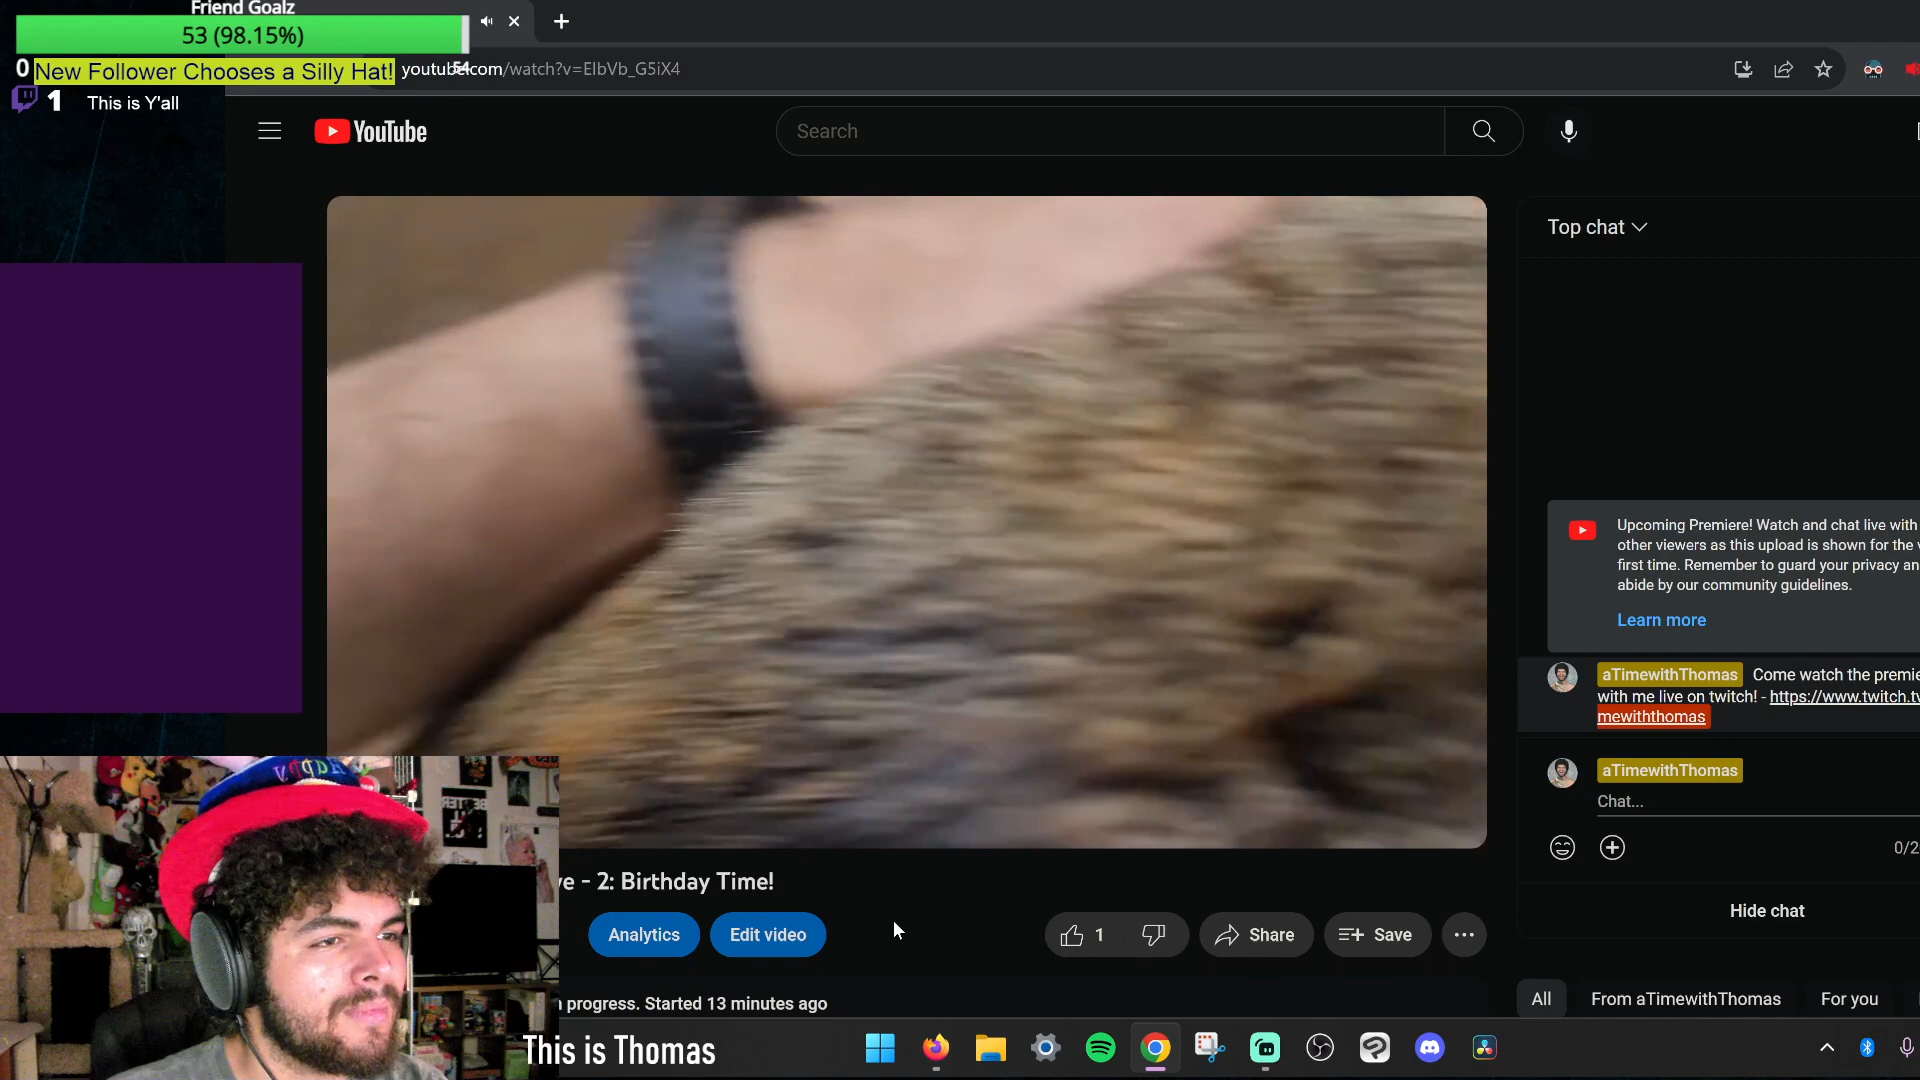 Friend Goalz
53 (98.15%)
0
54
New Follower Chooses a Silly Hat!
youtube.com/watch?v=EIbVb_G5iX4
1 This is Y'all
YouTube
Search
Top chat
Upcoming Premiere! Watch and chat live with
other viewers as this upload is shown for the
first time. Remember to guard your privacy an
abide by our community guidelines.
Learn more
aTimewithThomas Come watch the premie
with me live on twitch! - https://www.twitch.tv
mewiththomas
aTimewithThomas
Chat...
0/2
Hide chat
e - 2: Birthday Time!
Analytics
Edit video
1
Share
Save
progress. Started 13 minutes ago
All
From aTimewithThomas
For you
This is Thomas